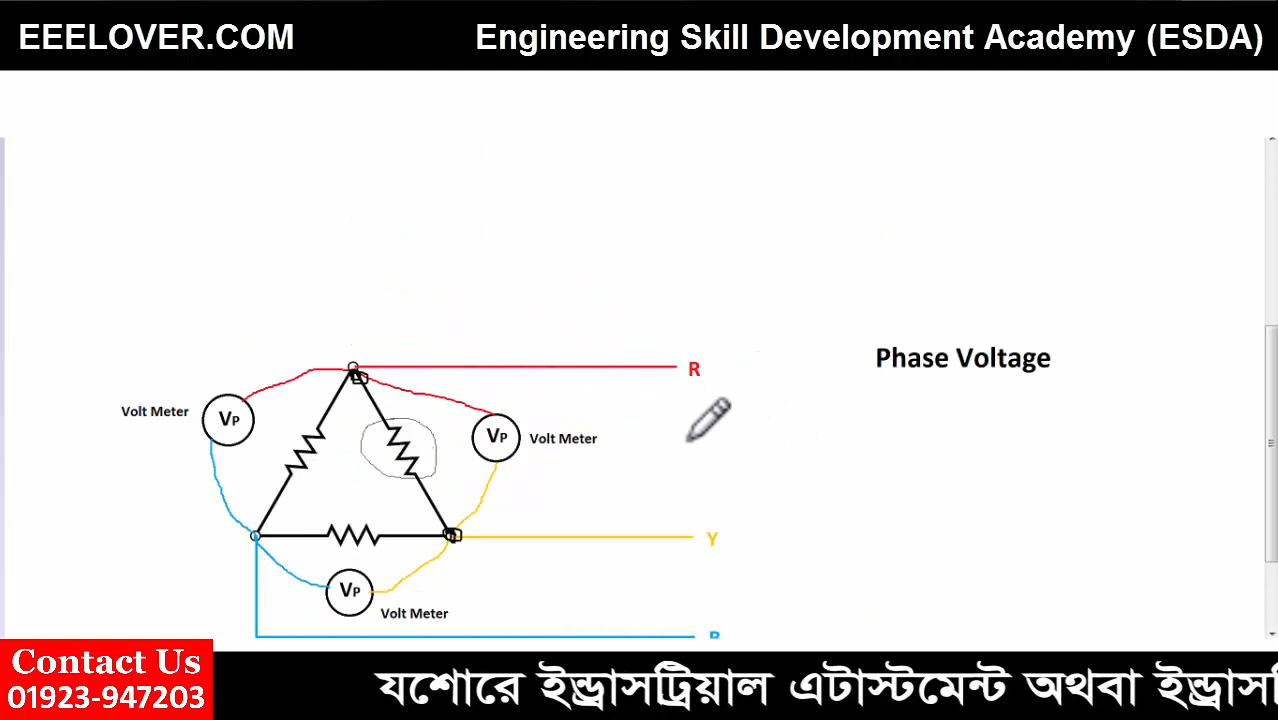 EEELOVER.COM
Engineering Skill Development Academy (ESDA)
R
Phase Voltage
Volt Meter
VP
VP
Volt Meter
Y
VP
Volt Meter
Contact Us
01923-947203
যশোরে ইন্ড্রাসট্রিয়াল এটাস্টমেন্ট অথবা